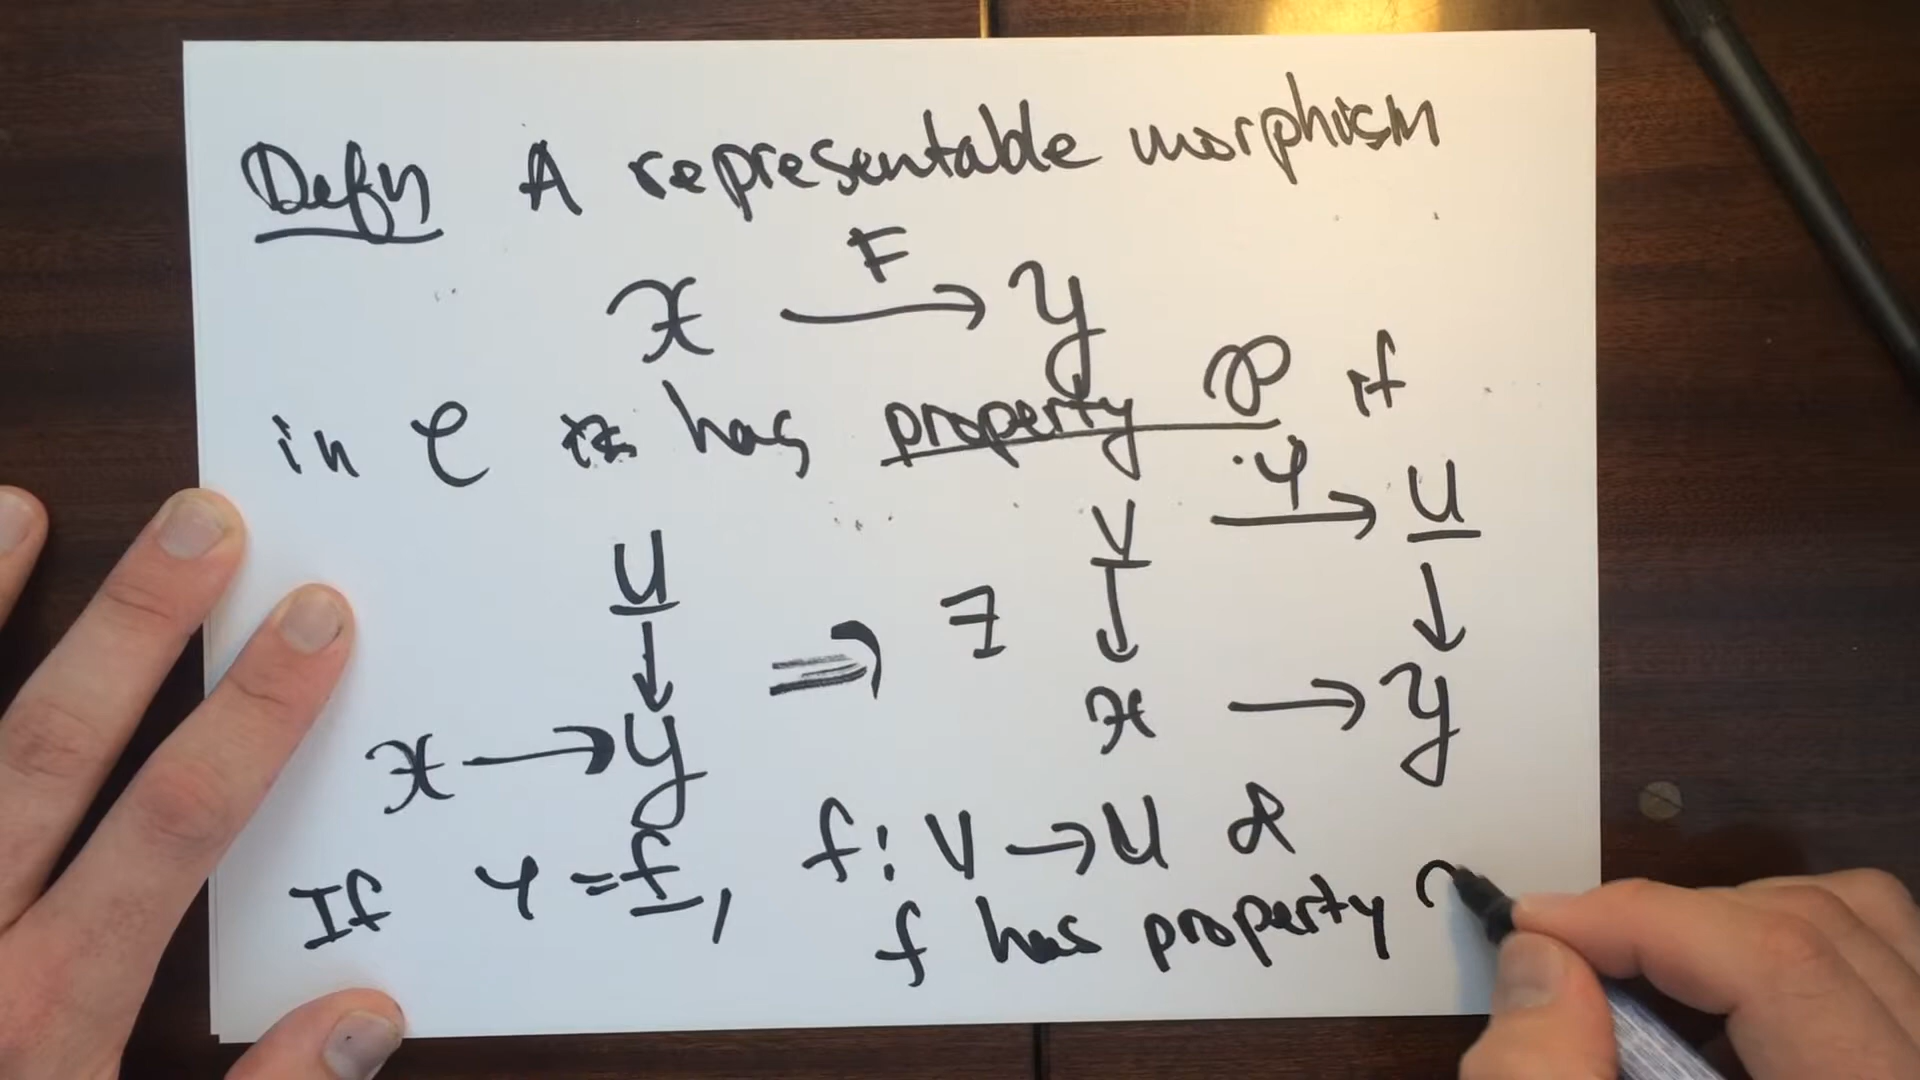 Defn A representable morphism
F
X → Y
in C has property P if
V φ→ U
U ⇒ ∃ ↓ ↓
↓ X → Y
X → Y
If φ = f, f: V → U &
f has property